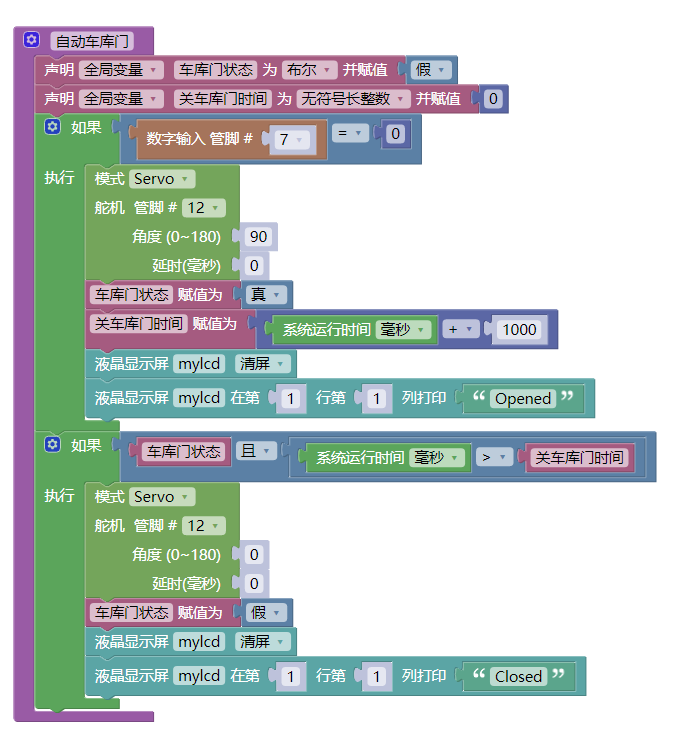 自动车库门
声明 全局变量 车库门状态 为 布尔 并赋值 假
声明 全局变量 关车库门时间 为 无符号长整数 并赋值 0
如果 数字输入 管脚 # 7 = 0
执行 模式 Servo
舵机 管脚 # 12
角度 (0~180) 90
延时(毫秒) 0
车库门状态 赋值为 真
关车库门时间 赋值为 系统运行时间 毫秒 + 1000
液晶显示屏 mylcd 清屏
液晶显示屏 mylcd 在第 1 行第 1 列打印 “ Opened ”
如果 车库门状态 且 系统运行时间 毫秒 > 关车库门时间
执行 模式 Servo
舵机 管脚 # 12
角度 (0~180) 0
延时(毫秒) 0
车库门状态 赋值为 假
液晶显示屏 mylcd 清屏
液晶显示屏 mylcd 在第 1 行第 1 列打印 “ Closed ”